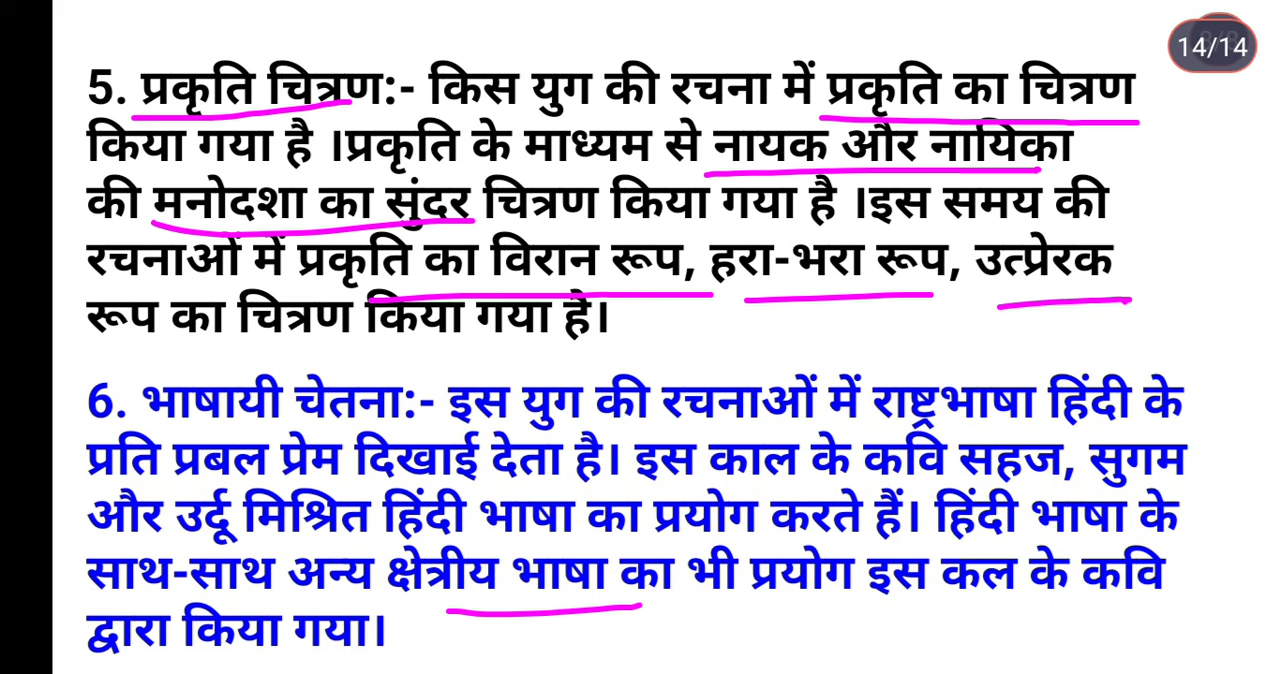 14/14
5. प्रकृति चित्रण:- किस युग की रचना में प्रकृति का चित्रण
किया गया है ।प्रकृति के माध्यम से नायक और नायिका
की मनोदशा का सुंदर चित्रण किया गया है ।इस समय की
रचनाओं में प्रकृति का विरान रूप, हरा-भरा रूप, उत्प्रेरक
रूप का चित्रण किया गया है।
6. भाषायी चेतना:- इस युग की रचनाओं में राष्ट्रभाषा हिंदी के
प्रति प्रबल प्रेम दिखाई देता है। इस काल के कवि सहज, सुगम
और उर्दू मिश्रित हिंदी भाषा का प्रयोग करते हैं। हिंदी भाषा के
साथ-साथ अन्य क्षेत्रीय भाषा का भी प्रयोग इस कल के कवि
द्वारा किया गया।